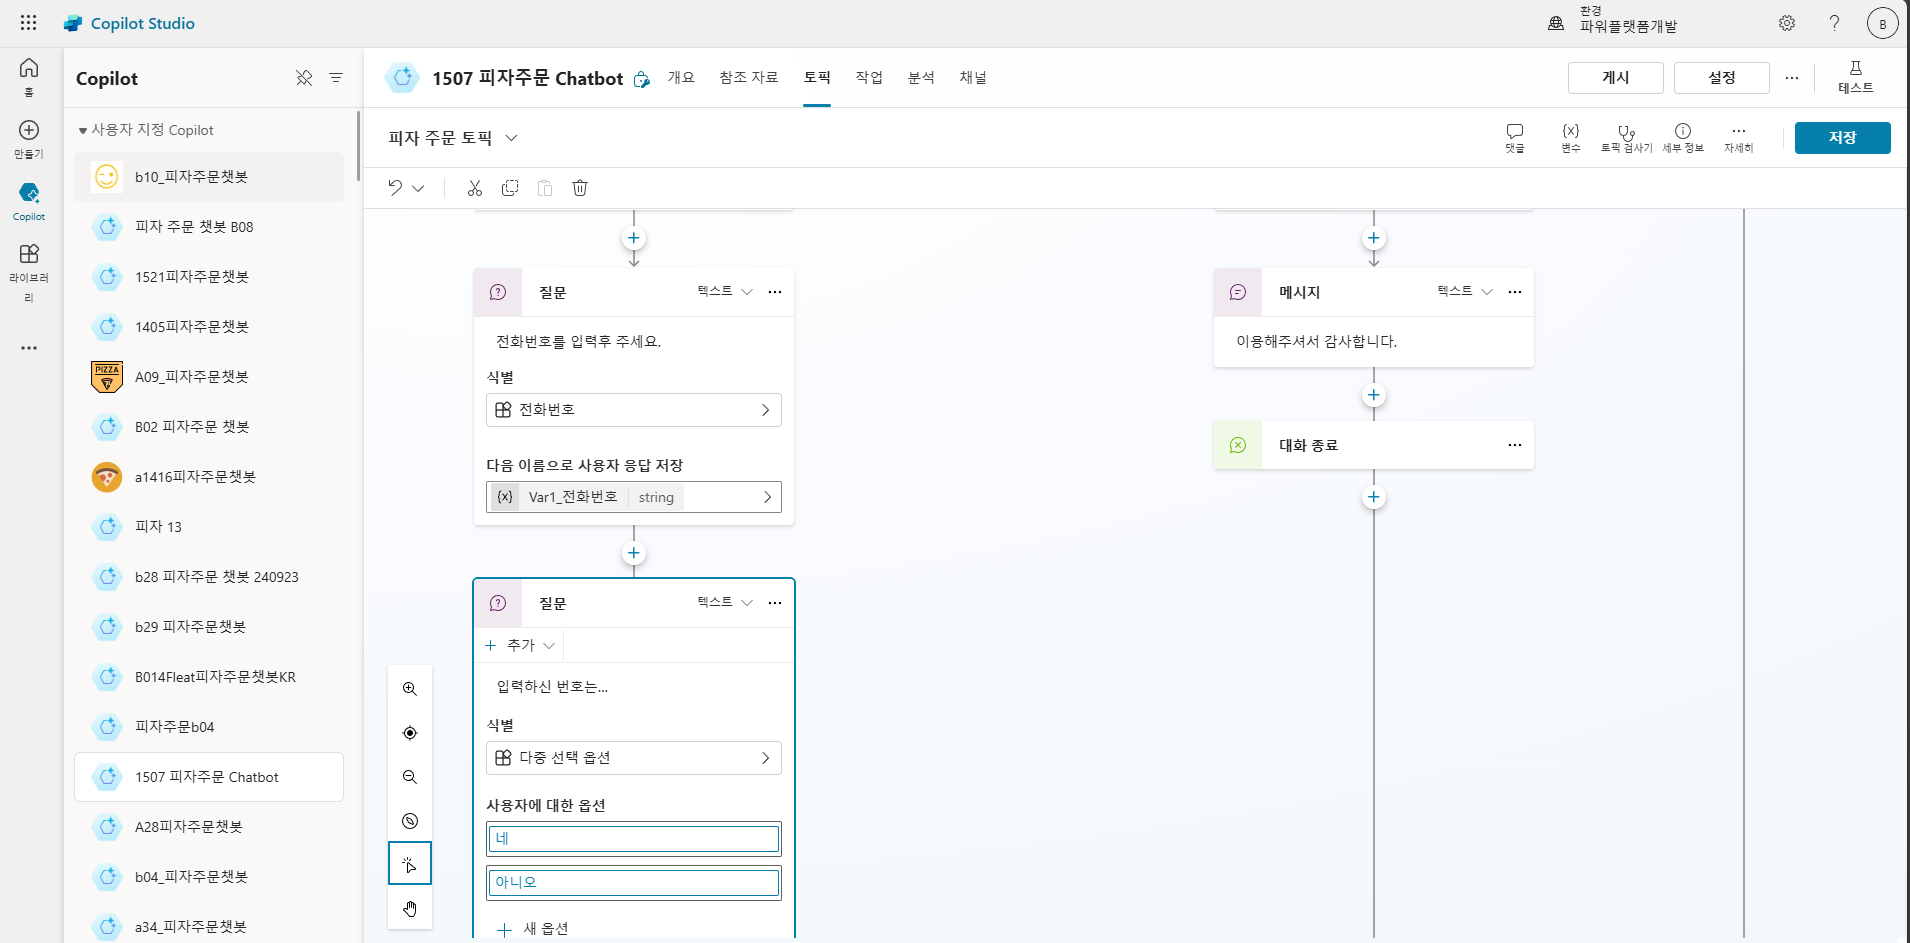 Copilot Studio
환경
파워플랫폼개발
B
홈
만들기
Copilot
라이브러
리
Copilot
사용자 지정 Copilot
b10_피자주문챗봇
피자 주문 챗봇 B08
1521피자주문챗봇
1405피자주문챗봇
PIZZA
A09_피자주문챗봇
B02 피자주문 챗봇
a1416피자주문챗봇
피자 13
b28 피자주문 챗봇 240923
b29 피자주문챗봇
B014Fleat피자주문챗봇KR
피자주문b04
1507 피자주문 Chatbot
A28피자주문챗봇
b04_피자주문챗봇
a34_피자주문챗봇
1507 피자주문 Chatbot
개요
참조 자료
토픽
작업
분석
채널
게시
설정
테스트
피자 주문 토픽
댓글
변수
토픽 검사기
세부 정보
자세히
저장
질문
텍스트
전화번호를 입력후 주세요.
식별
전화번호
다음 이름으로 사용자 응답 저장
{x} Var1_전화번호 string
질문
텍스트
추가
입력하신 번호는...
식별
다중 선택 옵션
사용자에 대한 옵션
네
아니오
새 옵션
메시지
텍스트
이용해주셔서 감사합니다.
대화 종료